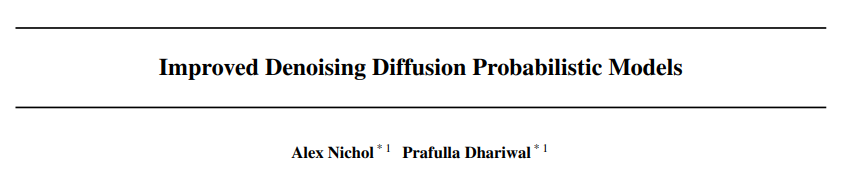 Improved Denoising Diffusion Probabilistic Models
Alex Nichol * 1 Prafulla Dhariwal * 1